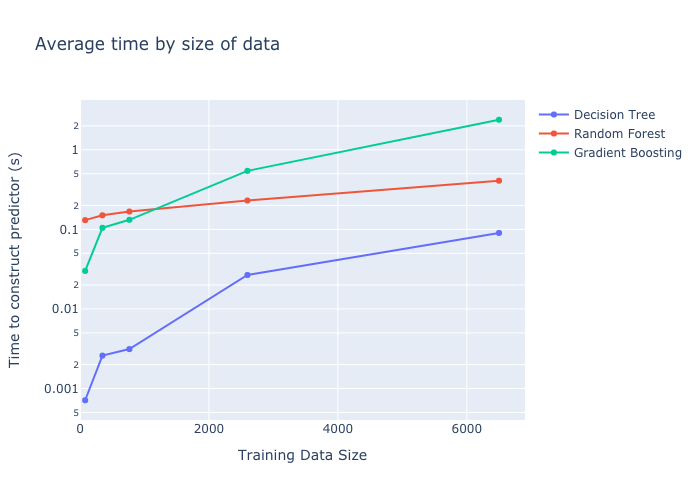 Average time by size of data
Time to construct predictor (s)
2
1
5
2
0.1
5
2
0.01
5
2
0.001
5
0
2000
4000
6000
Training Data Size
Decision Tree
Random Forest
Gradient Boosting